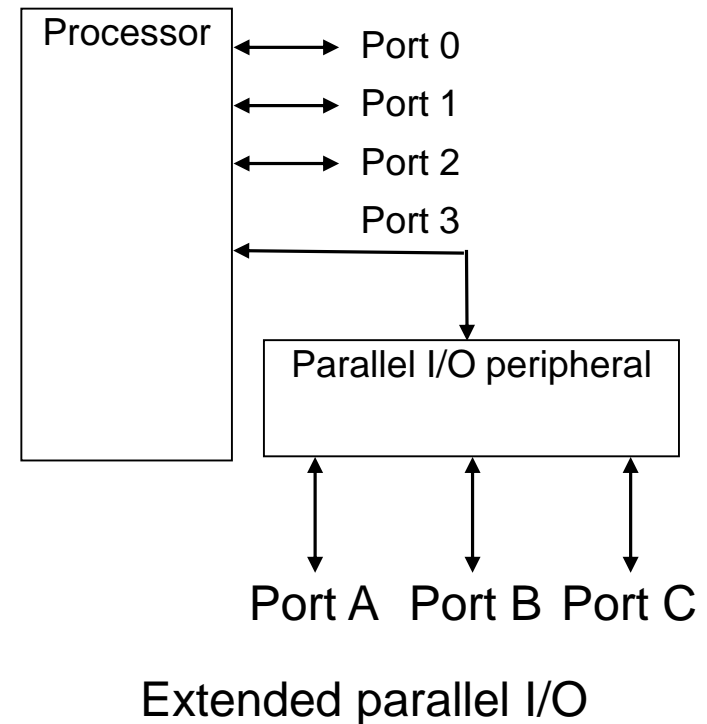 Processor
Port 0
Port 1
Port 2
Port 3
Parallel I/O peripheral
Port A Port B Port C
Extended parallel I/O